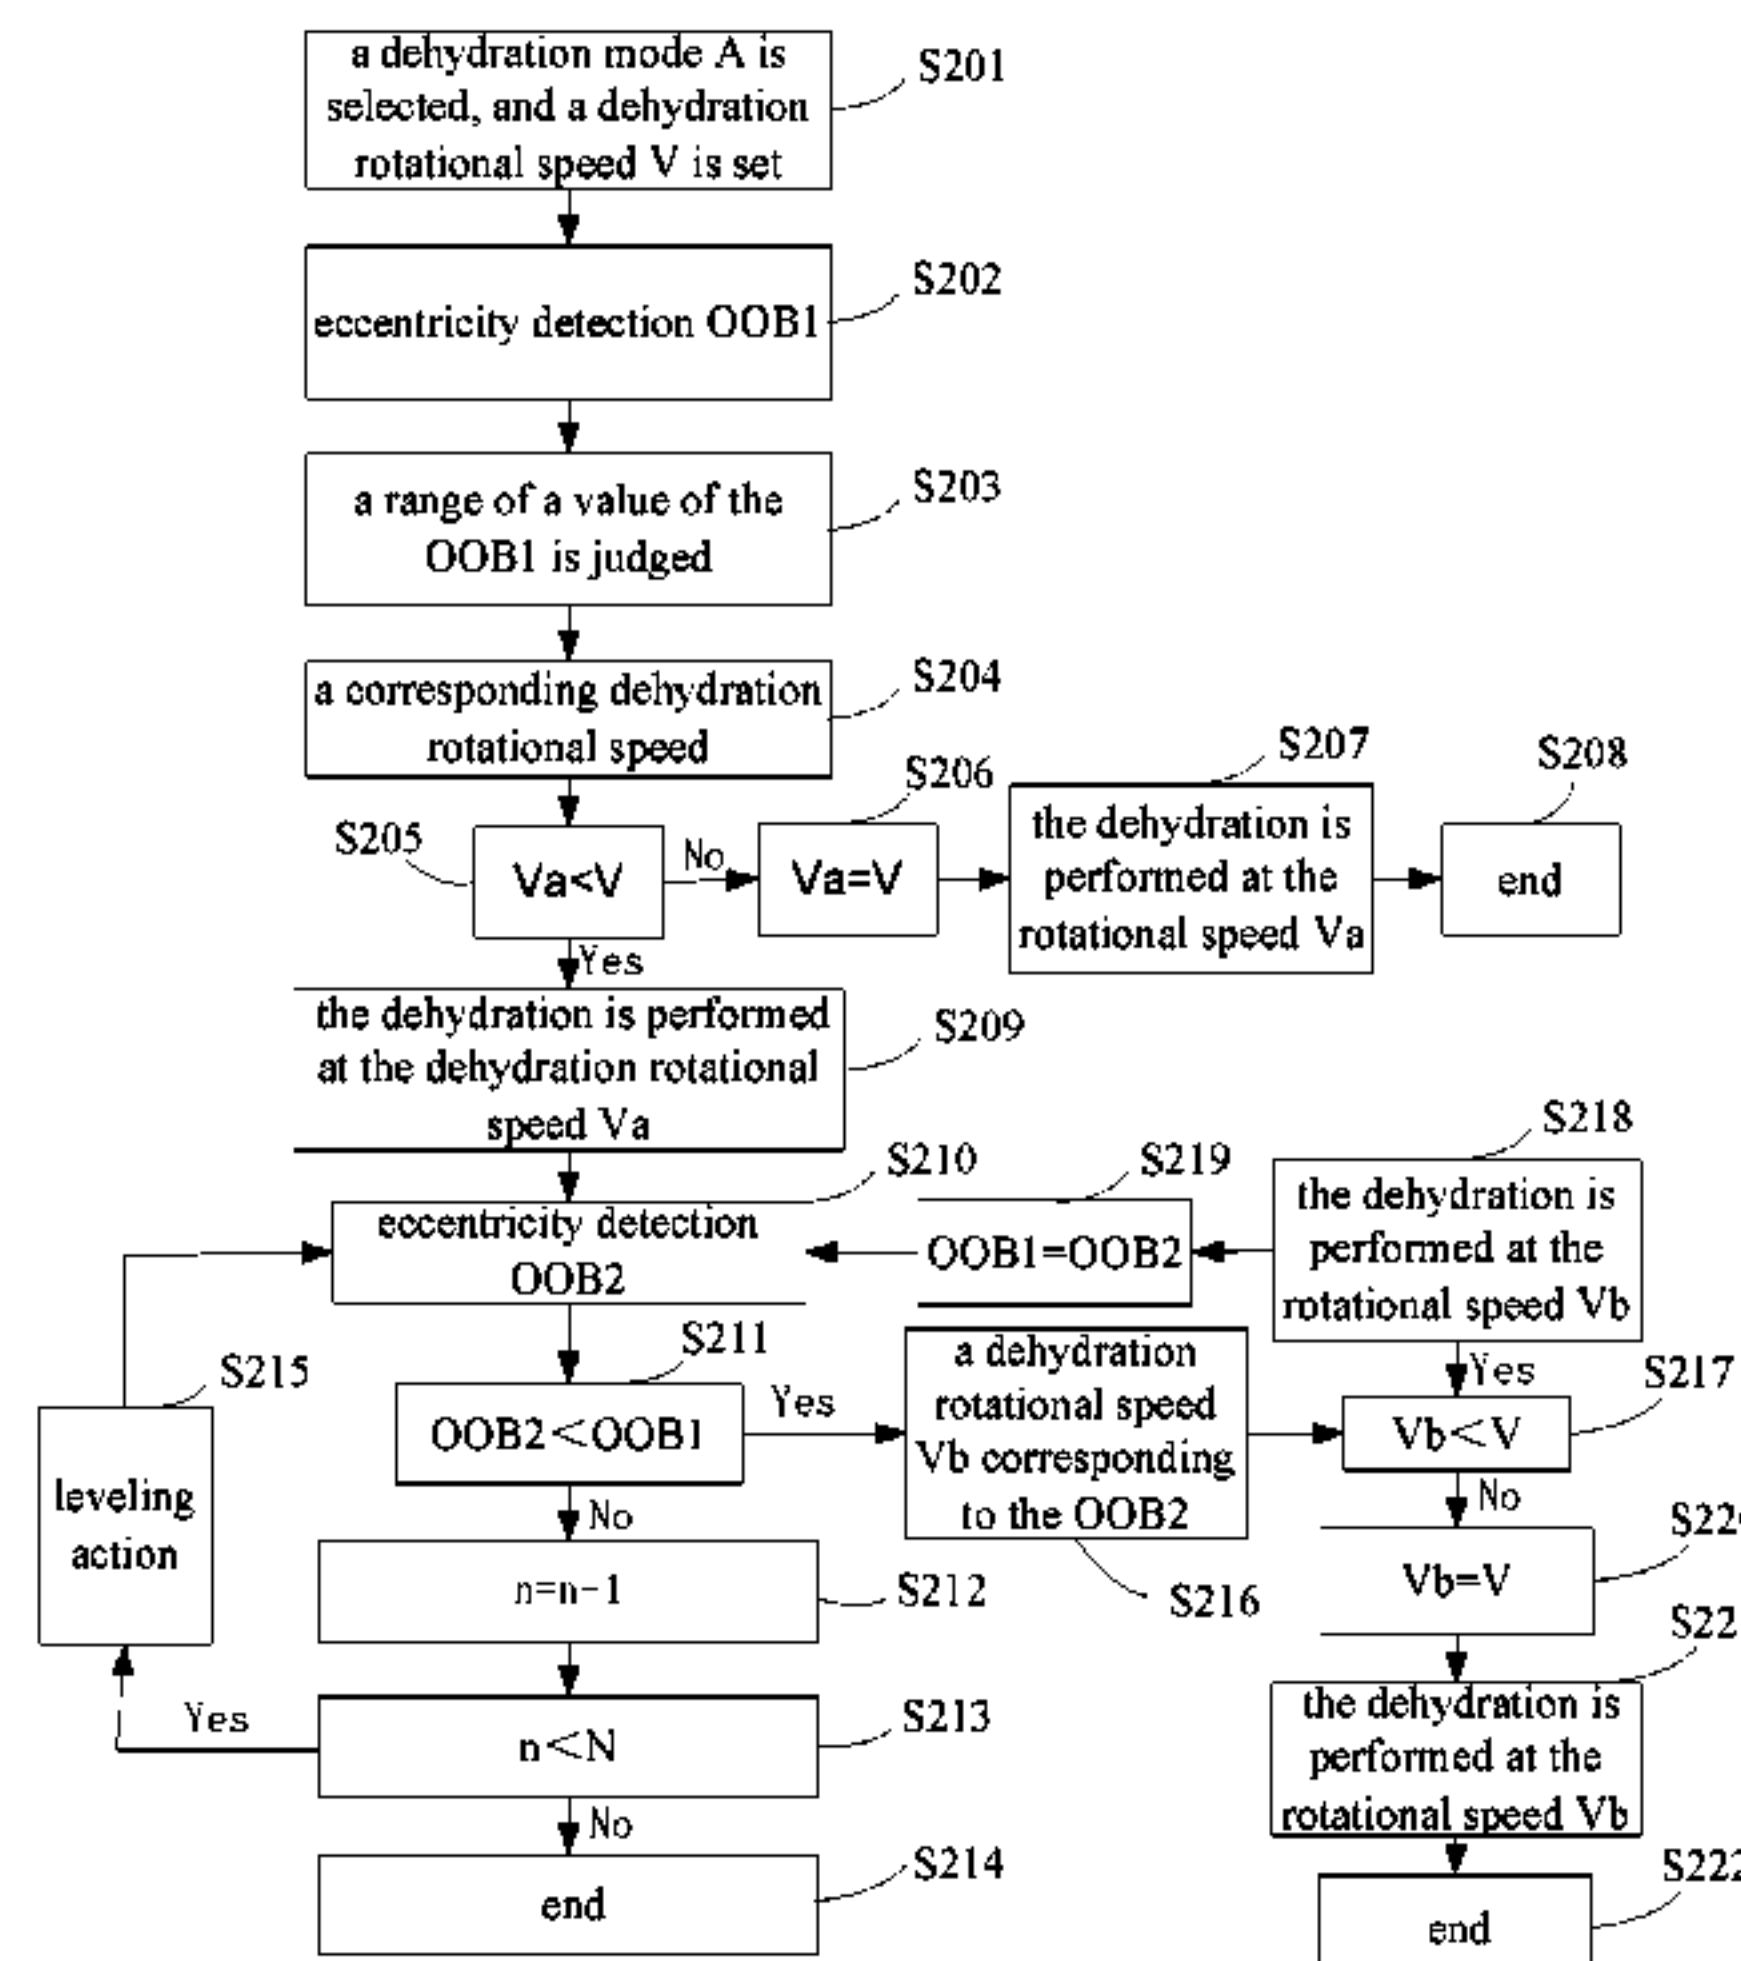 a dehydration mode A is
selected, and a dehydration
rotational speed V is set
S201
eccentricity detection OOB1
S202
a range of a value of the
OOB1 is judged
S203
a corresponding dehydration
rotational speed
S204
S205
Va<V
No
S206
Va=V
S207
the dehydration is
performed at the
rotational speed Va
S208
end
Yes
the dehydration is performed
at the dehydration rotational
speed Va
S209
eccentricity detection
OOB2
S210
S219
OOB1=OOB2
S218
the dehydration is
performed at the
rotational speed Vb
S211
OOB2<OOB1
Yes
a dehydration
rotational speed
Vb corresponding
to the OOB2
S216
Yes
S217
Vb<V
No
S215
leveling
action
No
n=n-1
S212
S22
Vb=V
S22
the dehydration is
performed at the
rotational speed Vb
Yes
n<N
S213
No
end
S214
S222
end